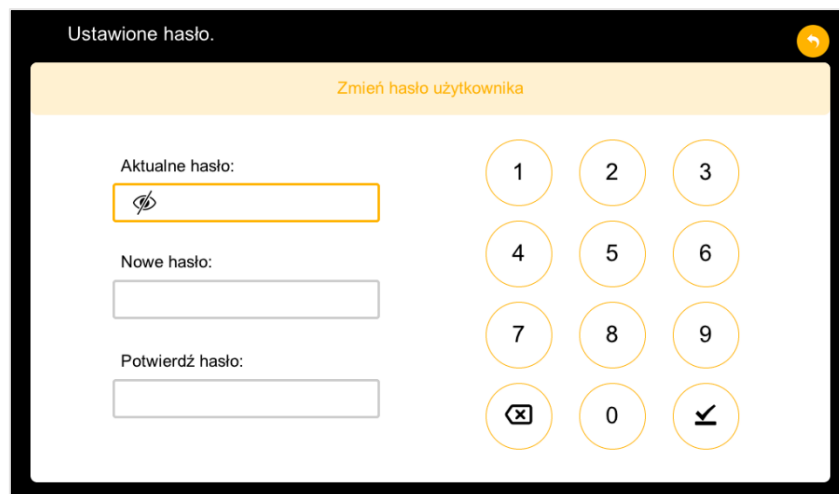 Ustawione hasło.
Zmień hasło użytkownika
Aktualne hasło:
Nowe hasło:
Potwierdź hasło:
1 2 3
4 5 6
7 8 9
0